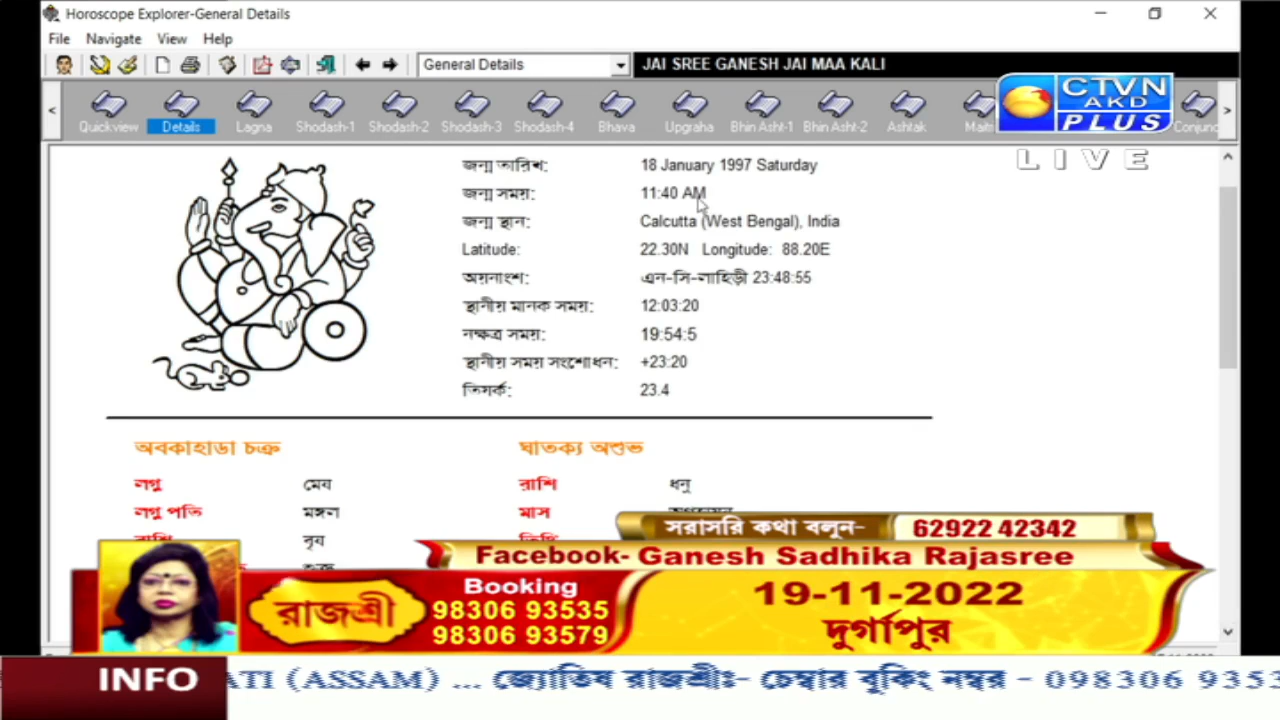 Horoscope Explorer-General Details
File Navigate View Help
General Details
JAI SREE GANESH JAI MAA KALI
Quickview Details Lagna Shodash-1 Shodash-2 Shodash-3 Shodash-4 Bhava Upgraha Bhin Asht-1 Bhin Asht-2 Ashtak
CTVN
AKD
PLUS
LIVE
জন্ম তারিখ: 18 January 1997 Saturday
জন্ম সময়: 11:40 AM
জন্ম স্থান: Calcutta (West Bengal), India
Latitude: 22.30N Longitude: 88.20E
অয়নাংশ: এন-সি-লাহিড়ী 23:48:55
স্থানীয় মানক সময়: 12:03:20
নক্ষত্র সময়: 19:54:5
স্থানীয় সময় সংশোধন: +23:20
তিসর্ক: 23.4
অবকাহাডা চক্র ঘাতক্য অশুভ
লগ্ন মেষ রাশি ধনু
লগ্ন পতি মঙ্গল মাস
রাশি বৃষ তিথি
সরাসরি কথা বলুন- 62922 42342
Facebook- Ganesh Sadhika Rajasree
রাজশ্রী
Booking
98306 93535
98306 93579
19-11-2022
দুর্গাপুর
INFO
ATI (ASSAM) ... জ্যোতিষ রাজশ্রীঃ- চেম্বার বুকিং নম্বর - 098306 9353